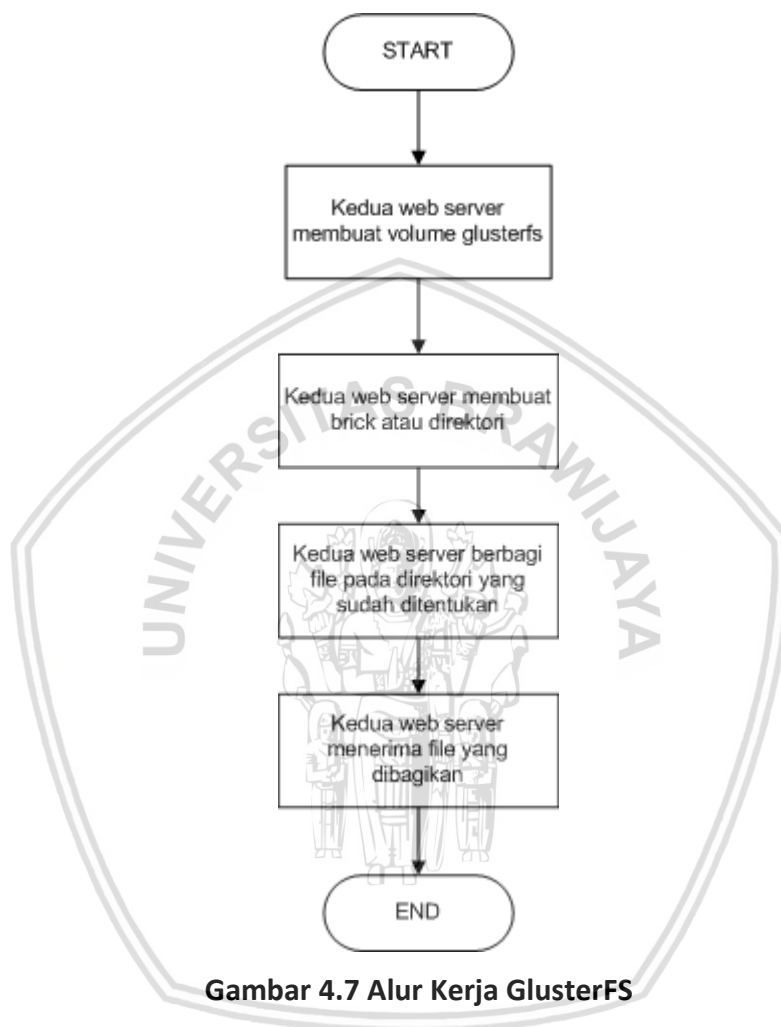 START
Kedua web server
membuat volume glusterfs
Kedua web server membuat
brick atau direktori
UNIVERSITAS BRAWIJAYA
Kedua web server berbagi
file pada direktori yang
sudah ditentukan
Kedua web server
menerima file yang
dibagikan
END
Gambar 4.7 Alur Kerja GlusterFS